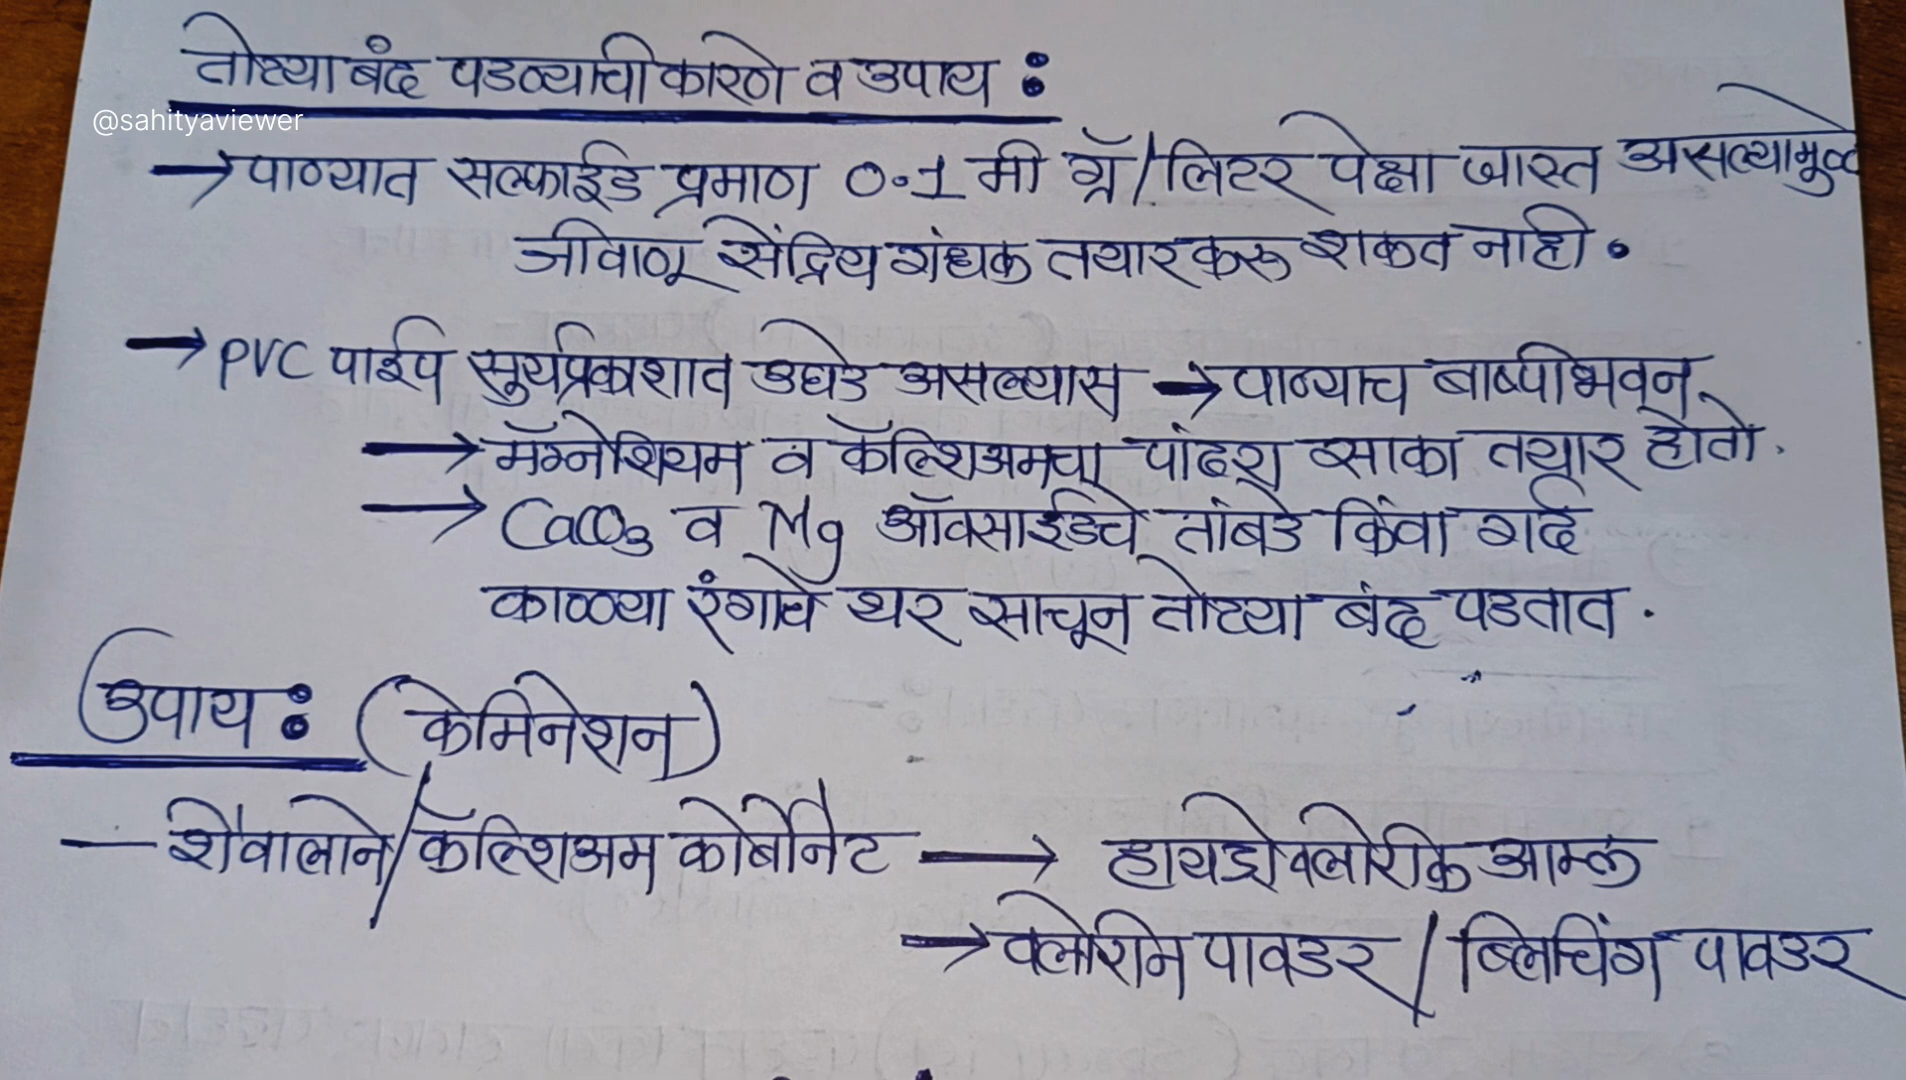 तोट्या बंद पडण्याची कारणे व उपाय :
@sahityaviewer
→ पाण्यात सल्फाईड प्रमाण 0.1 मी ग्रॅ/लिटर पेक्षा जास्त असल्यामुळे
जीवाणू सेंद्रिय गंधक तयार करू शकत नाही.
→ PVC पाईप सुर्यप्रकाशात उघडे असल्यास → पाण्याच बाष्पीभवन.
→ मॅग्नेशियम व कॅल्शिअमचा पांढरा साका तयार होतो.
→ CaCO3 व Mg ऑक्साईडचे तांबडे किंवा गर्द
काळ्या रंगाचे थर साचून तोट्या बंद पडतात.
उपाय : (केमिनेशन)
— शैवालाने/कॅल्शिअम कोर्बोनेट → हायड्रोक्लोरीक आम्ल
→ क्लोरीन पावडर / ब्लिचिंग पावडर